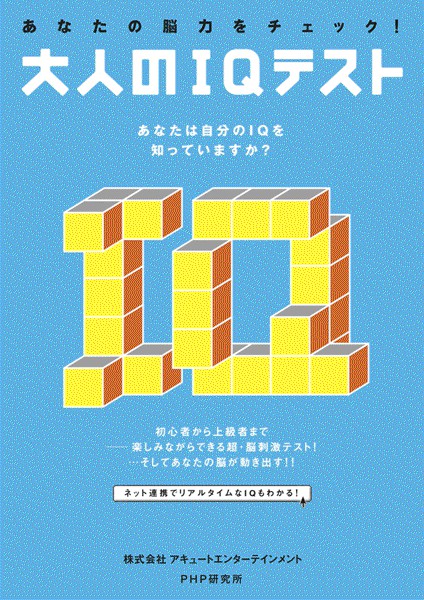 あなたの脳力をチェック!
大人のIQテスト
あなたは自分のIQを
知っていますか?
IQ
初心者から上級者まで
――楽しみながらできる超・脳刺激テスト!
…そしてあなたの脳が動き出す!!
ネット連携でリアルタイムなIQもわかる!
株式会社 アキュートエンターテインメント
PHP研究所